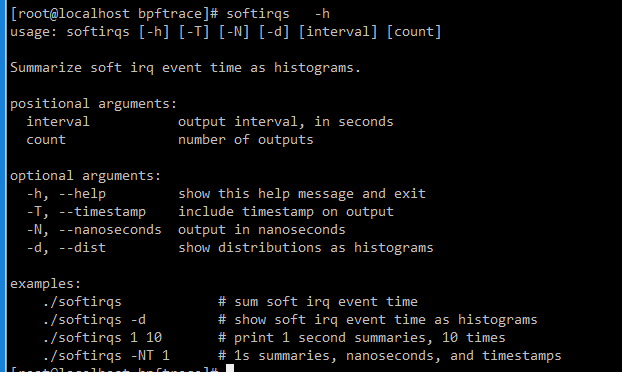 [root@localhost bpftrace]# softirqs   -h
usage: softirqs [-h] [-T] [-N] [-d] [interval] [count]

Summarize soft irq event time as histograms.

positional arguments:
  interval           output interval, in seconds
  count              number of outputs

optional arguments:
  -h, --help         show this help message and exit
  -T, --timestamp    include timestamp on output
  -N, --nanoseconds  output in nanoseconds
  -d, --dist         show distributions as histograms

examples:
    ./softirqs            # sum soft irq event time
    ./softirqs -d         # show soft irq event time as histograms
    ./softirqs 1 10       # print 1 second summaries, 10 times
    ./softirqs -NT 1      # 1s summaries, nanoseconds, and timestamps
[root@localhost bpftrace]#